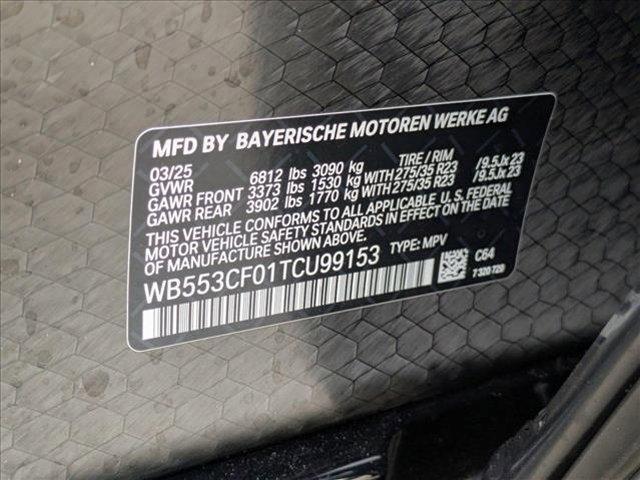 MFD BY BAYERISCHE MOTOREN WERKE AG
03/25 TIRE / RIM
GVWR 6812 lbs 3090 kg
GAWR FRONT 3373 lbs 1530 kg WITH 275/35 R23 /9.5Jx23
GAWR REAR 3902 lbs 1770 kg WITH 275/35 R23 /9.5Jx23
THIS VEHICLE CONFORMS TO ALL APPLICABLE U. S. FEDERAL
MOTOR VEHICLE SAFETY STANDARDS IN EFFECT ON THE DATE
OF MANUFACTURE SHOWN ABOVE.
WB553CF01TCU99153 TYPE: MPV C64
7 320 729